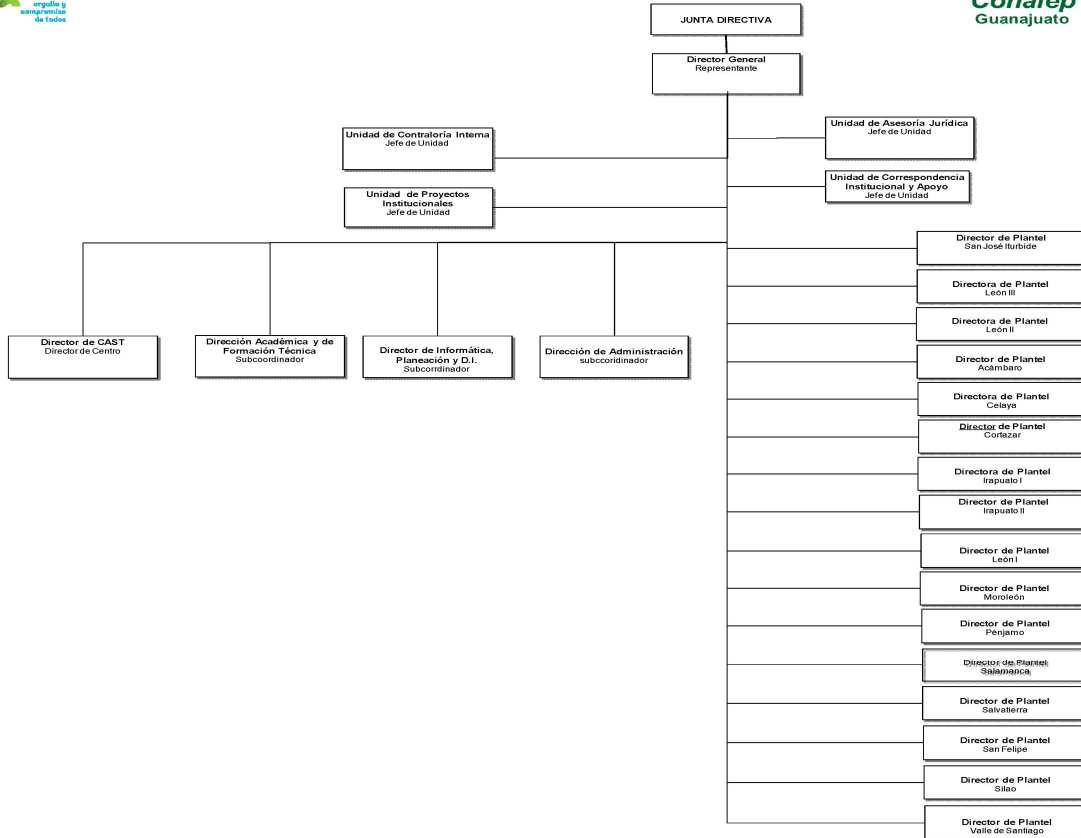 orgullo y
compromiso
de todos
Conalep
Guanajuato
JUNTA DIRECTIVA
Director General
Representante
Unidad de Contraloría Interna
Jefe de Unidad
Unidad de Asesoría Jurídica
Jefe de Unidad
Unidad de Proyectos
Institucionales
Jefe de Unidad
Unidad de Correspondencia
Institucional y Apoyo
Jefe de Unidad
Director de CAST
Director de Centro
Dirección Académica y de
Formación Técnica
Subcoordinador
Director de Informática,
Planeación y D.I.
Subcorrdinador
Dirección de Administración
subccoridinador
Director de Plantel
San José Iturbide
Directora de Plantel
León III
Directora de Plantel
León II
Director de Plantel
Acámbaro
Directora de Plantel
Celaya
Director de Plantel
Cortazar
Directora de Plantel
Irapuato I
Director de Plantel
Irapuato II
Director de Plantel
León I
Director de Plantel
Moroleón
Director de Plantel
Pénjamo
Director de Plantel
Salamanca
Director de Plantel
Salvatierra
Director de Plantel
San Felipe
Director de Plantel
Silao
Director de Plantel
Valle de Santiago